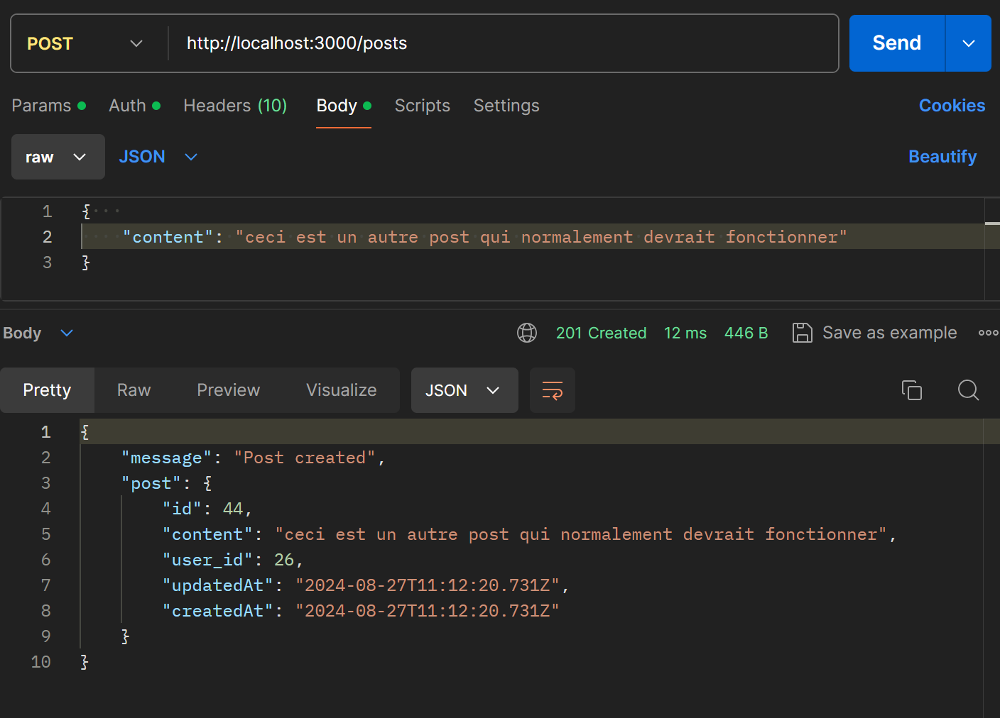 POST http://localhost:3000/posts Send
Params Auth Headers (10) Body Scripts Settings Cookies
raw JSON Beautify
1 {
2 "content": "ceci est un autre post qui normalement devrait fonctionner"
3 }
Body 201 Created 12 ms 446 B Save as example
Pretty Raw Preview Visualize JSON
1 {
2 "message": "Post created",
3 "post": {
4 "id": 44,
5 "content": "ceci est un autre post qui normalement devrait fonctionner",
6 "user_id": 26,
7 "updatedAt": "2024-08-27T11:12:20.731Z",
8 "createdAt": "2024-08-27T11:12:20.731Z"
9 }
10 }